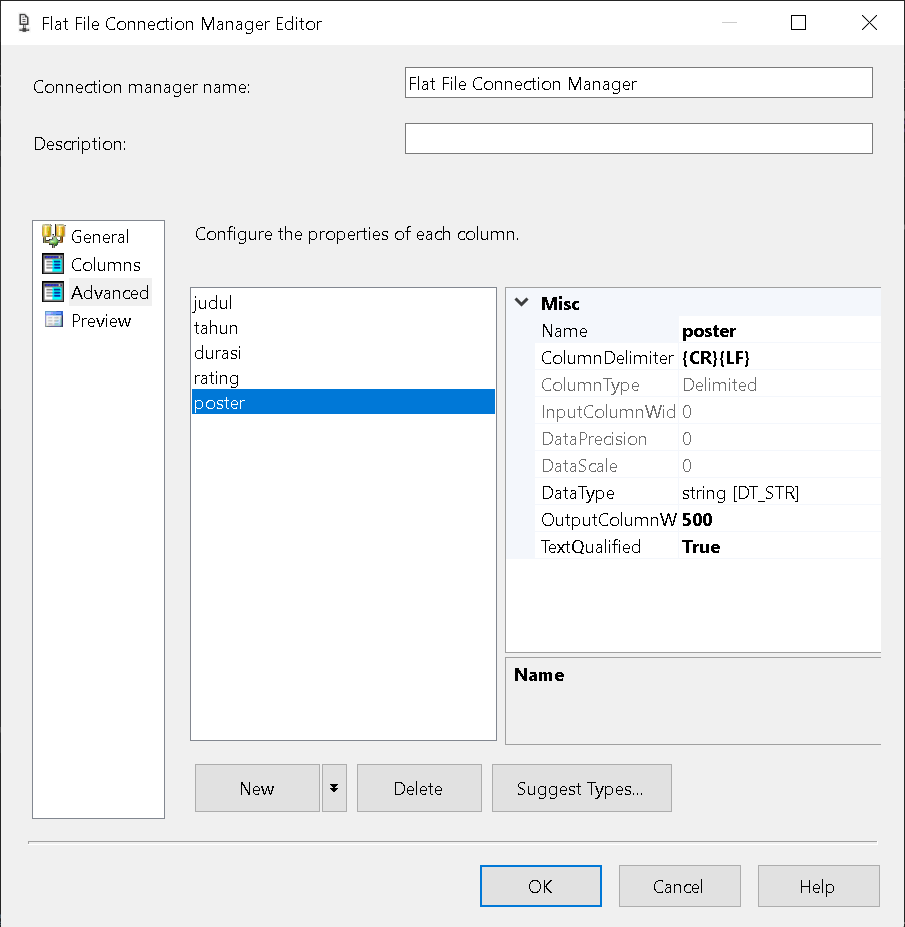 Flat File Connection Manager Editor
Connection manager name:
Flat File Connection Manager
Description:
General
Columns
Advanced
Preview
Configure the properties of each column.
judul
tahun
durasi
rating
poster
Misc
Name poster
ColumnDelimiter {CR}{LF}
ColumnType Delimited
InputColumnWid 0
DataPrecision 0
DataScale 0
DataType string [DT_STR]
OutputColumnW 500
TextQualified True
Name
New
Delete
Suggest Types...
OK
Cancel
Help